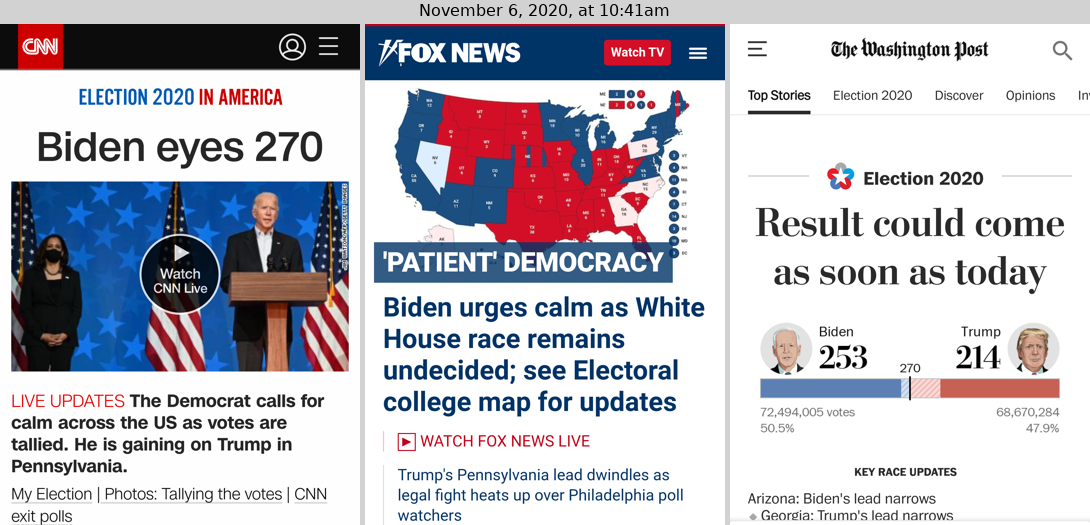 November 6, 2020, at 10:41am
CNN
ELECTION 2020 IN AMERICA
Biden eyes 270
Watch
CNN Live
LIVE UPDATES The Democrat calls for
calm across the US as votes are
tallied. He is gaining on Trump in
Pennsylvania.
My Election | Photos: Tallying the votes | CNN
exit polls
FOX NEWS
Watch TV
'PATIENT' DEMOCRACY
Biden urges calm as White
House race remains
undecided; see Electoral
college map for updates
WATCH FOX NEWS LIVE
Trump's Pennsylvania lead dwindles as
legal fight heats up over Philadelphia poll
watchers
The Washington Post
Top Stories
Election 2020
Discover
Opinions
In
Election 2020
Result could come
as soon as today
Biden
253
Trump
214
270
72,494,005 votes
68,670,284
50.5%
47.9%
KEY RACE UPDATES
Arizona: Biden's lead narrows
Georgia: Trump's lead narrows